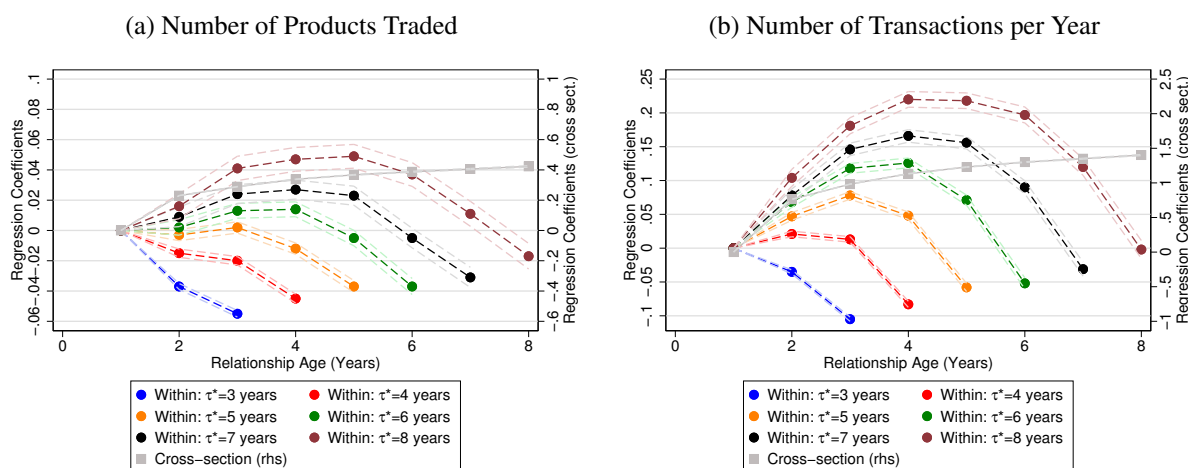 (a) Number of Products Traded
Regression Coefficients
.1
.08
.06
.04
.02
0
-.02
-.04
-.06
1
.8
.6
.4
.2
0
-.2
-.4
-.6
Regression Coefficients (cross sect.)
0 2 4 6 8
Relationship Age (Years)
Within: τ*=3 years Within: τ*=4 years
Within: τ*=5 years Within: τ*=6 years
Within: τ*=7 years Within: τ*=8 years
Cross−section (rhs)
(b) Number of Transactions per Year
Regression Coefficients
.25
.2
.15
.1
.05
0
-.05
-.1
2.5
2
1.5
1
.5
0
-.5
-1
Regression Coefficients (cross sect.)
0 2 4 6 8
Relationship Age (Years)
Within: τ*=3 years Within: τ*=4 years
Within: τ*=5 years Within: τ*=6 years
Within: τ*=7 years Within: τ*=8 years
Cross−section (rhs)